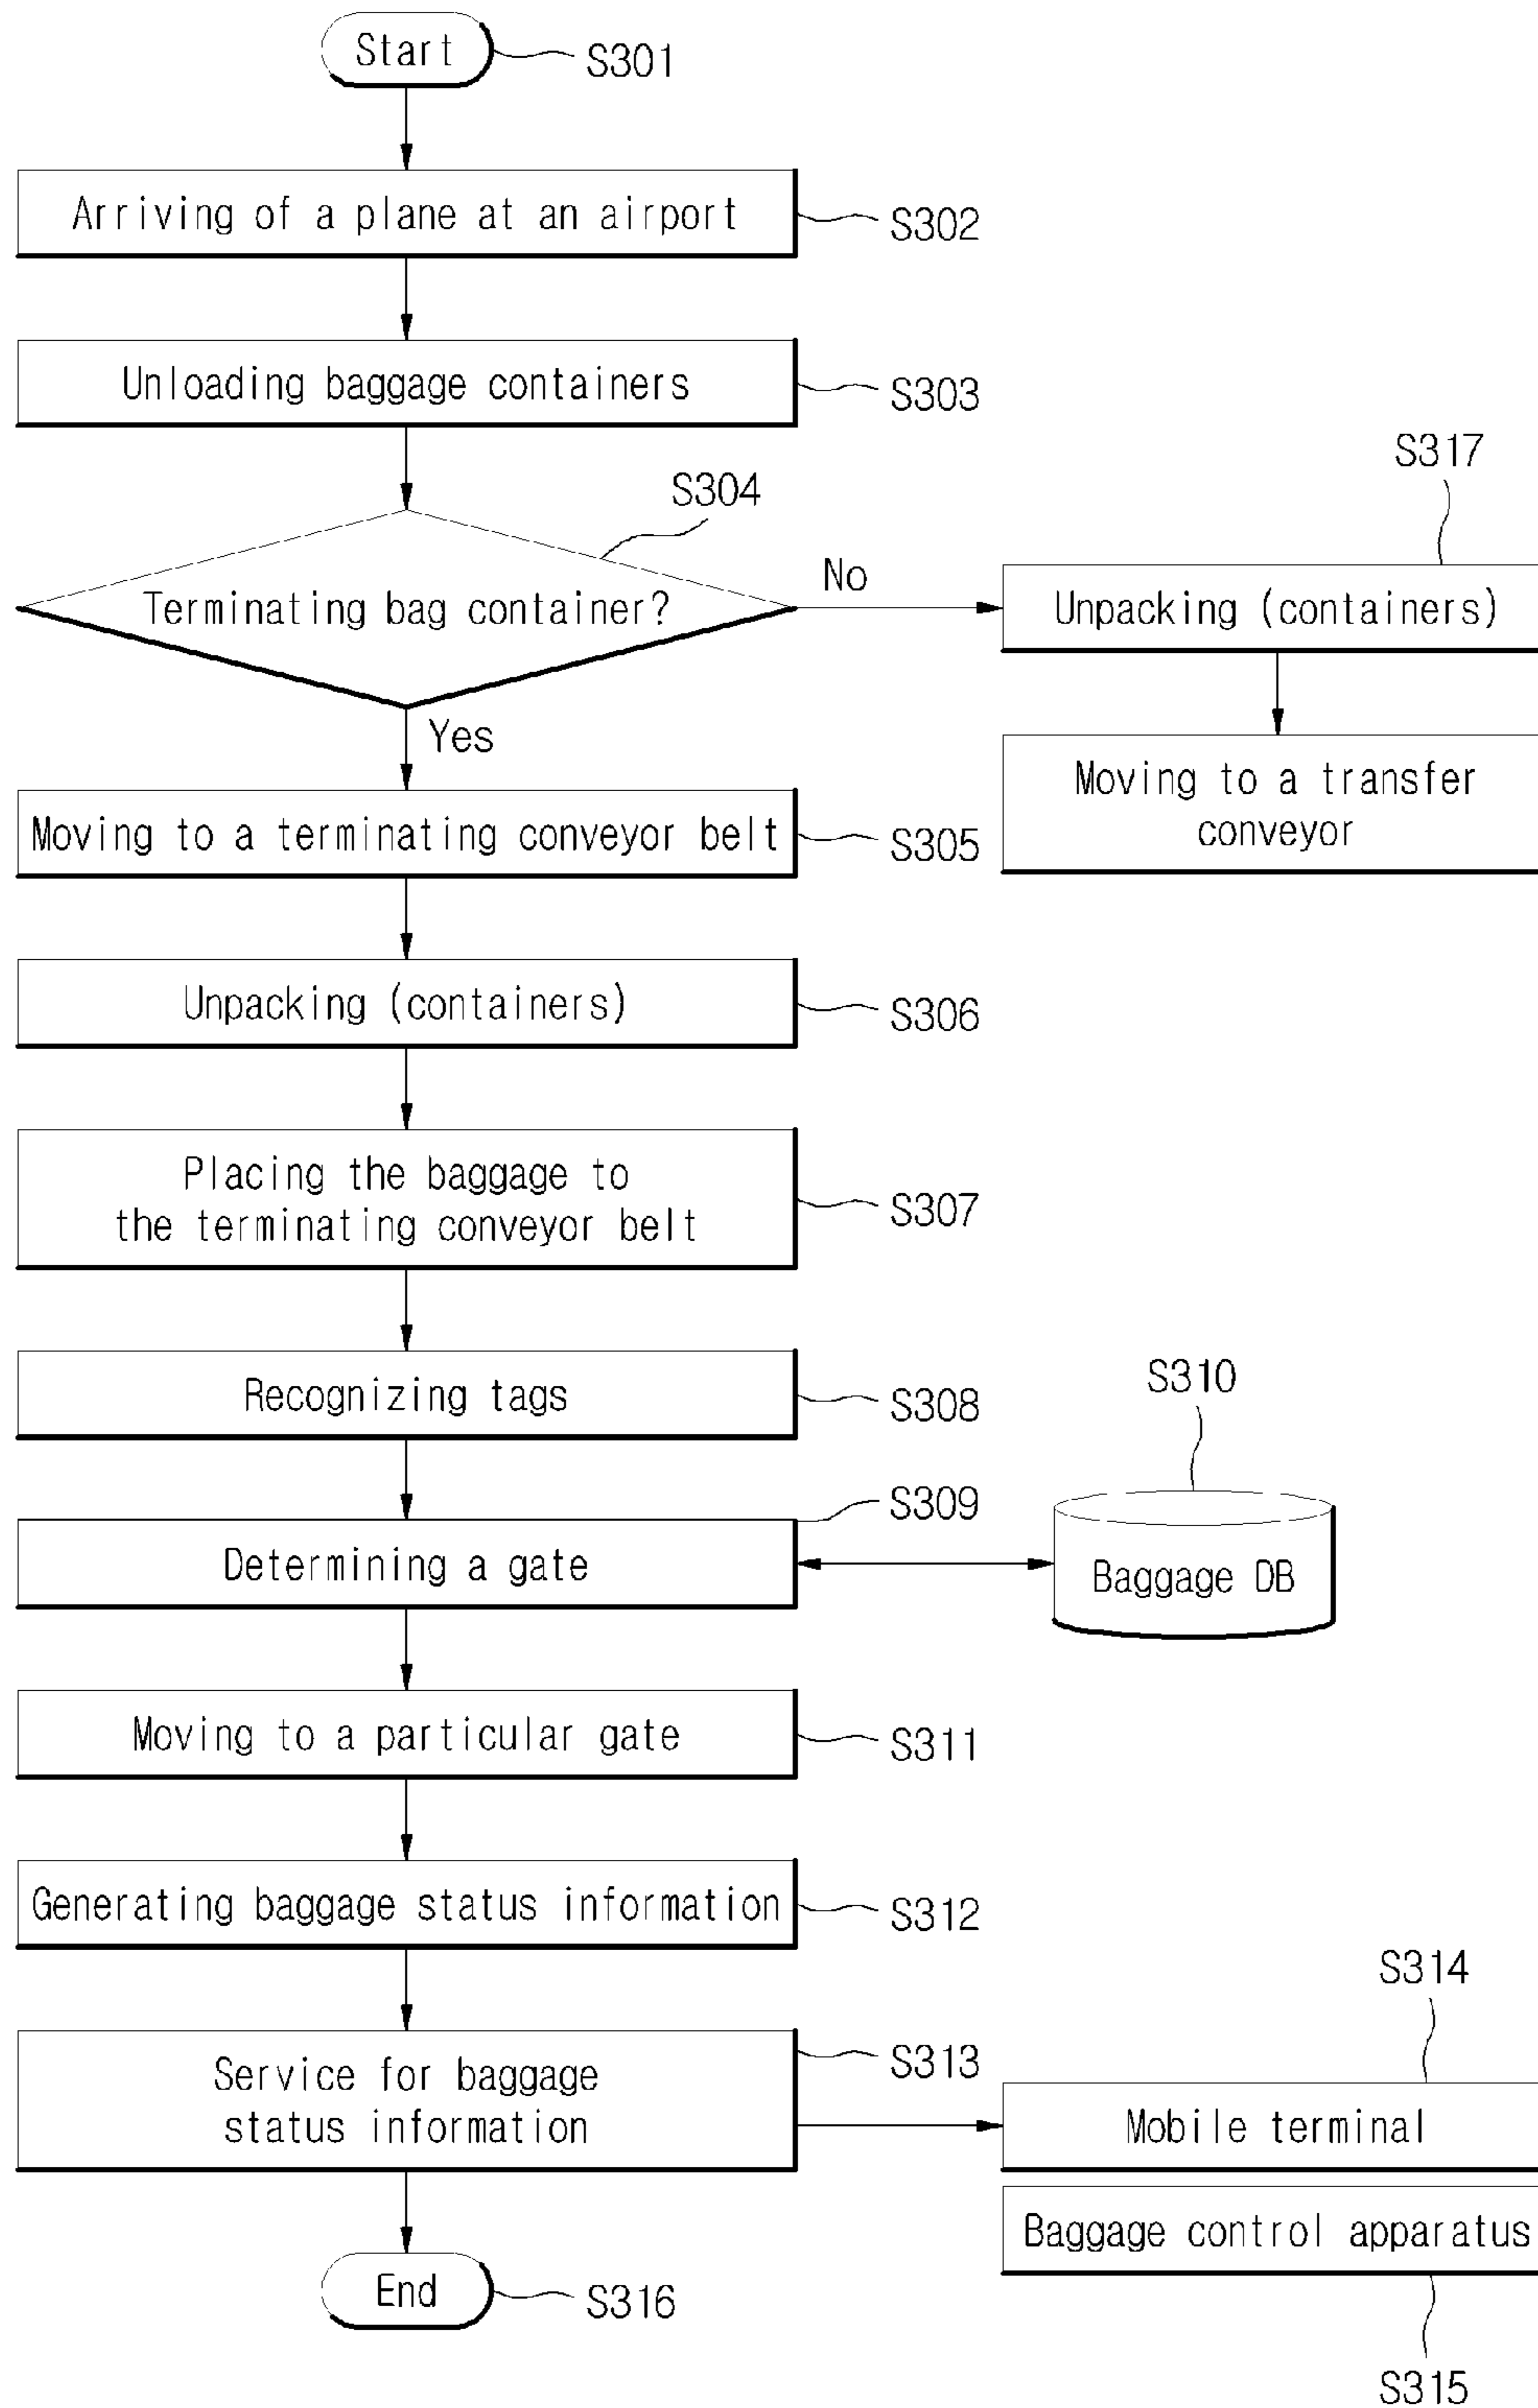 Start
S301
Arriving of a plane at an airport
S302
Unloading baggage containers
S303
S304
Terminating bag container?
No
S317
Unpacking (containers)
Yes
Moving to a transfer
conveyor
Moving to a terminating conveyor belt
S305
Unpacking (containers)
S306
Placing the baggage to
the terminating conveyor belt
S307
Recognizing tags
S308
S309
Determining a gate
S310
Baggage DB
Moving to a particular gate
S311
Generating baggage status information
S312
Service for baggage
status information
S313
S314
Mobile terminal
Baggage control apparatus
S315
End
S316